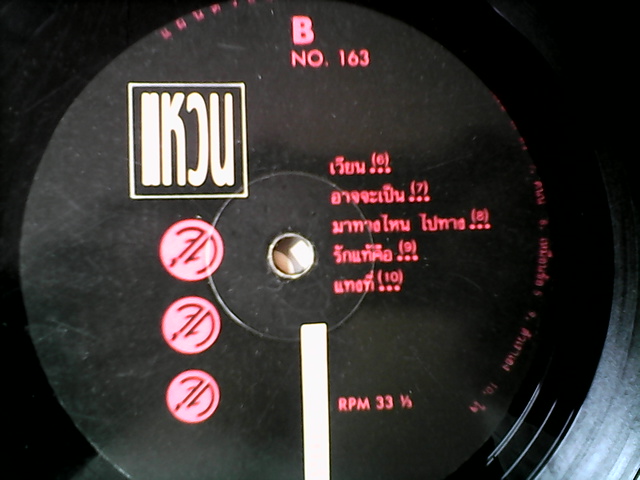 B
NO. 163
แหวน
เวียน (6)...
อาจจะเป็น (7)...
มาทางไหน ไปทาง (8)...
รักแท้คือ (9)...
แทงที่ (10)...
RPM 33 ⅓